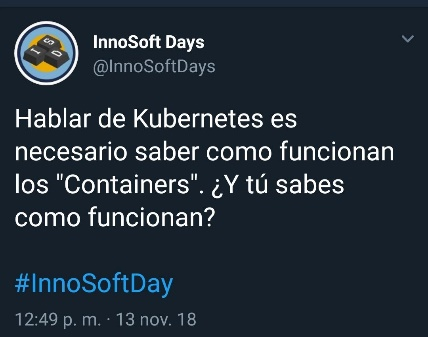 InnoSoft Days
@InnoSoftDays
Hablar de Kubernetes es
necesario saber como funcionan
los "Containers". ¿Y tú sabes
como funcionan?
#InnoSoftDay
12:49 p. m. · 13 nov. 18